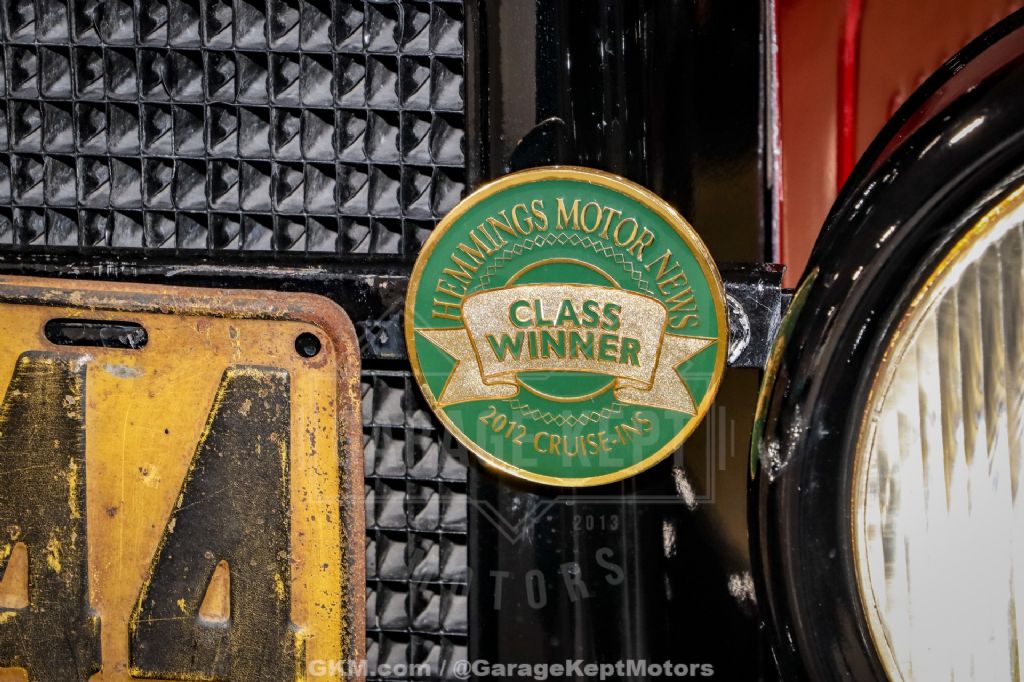 HEMMINGS MOTOR NEWS
CLASS
WINNER
2012 CRUISE-INS
44
GARAGE KEPT
2013
MOTORS
GKM.com / @GarageKeptMotors